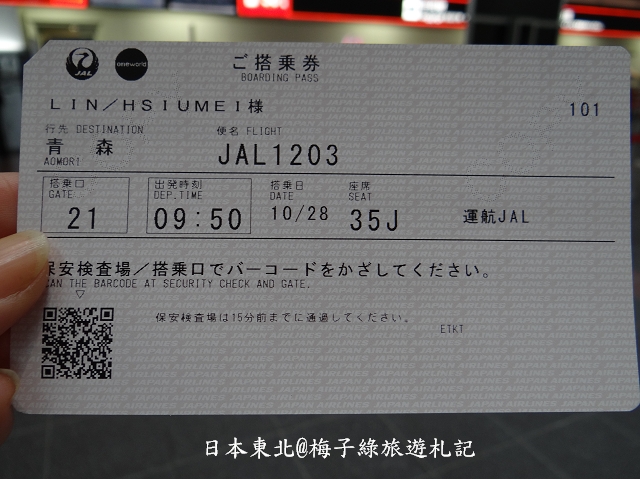 JAL oneworld
ご搭乗券
BOARDING PASS
LIN/HSIUMEI様
101
行先 DESTINATION 便名 FLIGHT
青森
AOMORI
JAL1203
搭乗口 出発時刻 搭乗日 座席
GATE DEP.TIME DATE SEAT
21 09:50 10/28 35J 運航JAL
保安検査場/搭乗口でバーコードをかざしてください。
THE BARCODE AT SECURITY CHECK AND GATE.
保安検査場は15分前までに通過してください。
ETKT
日本東北@梅子綠旅遊札記